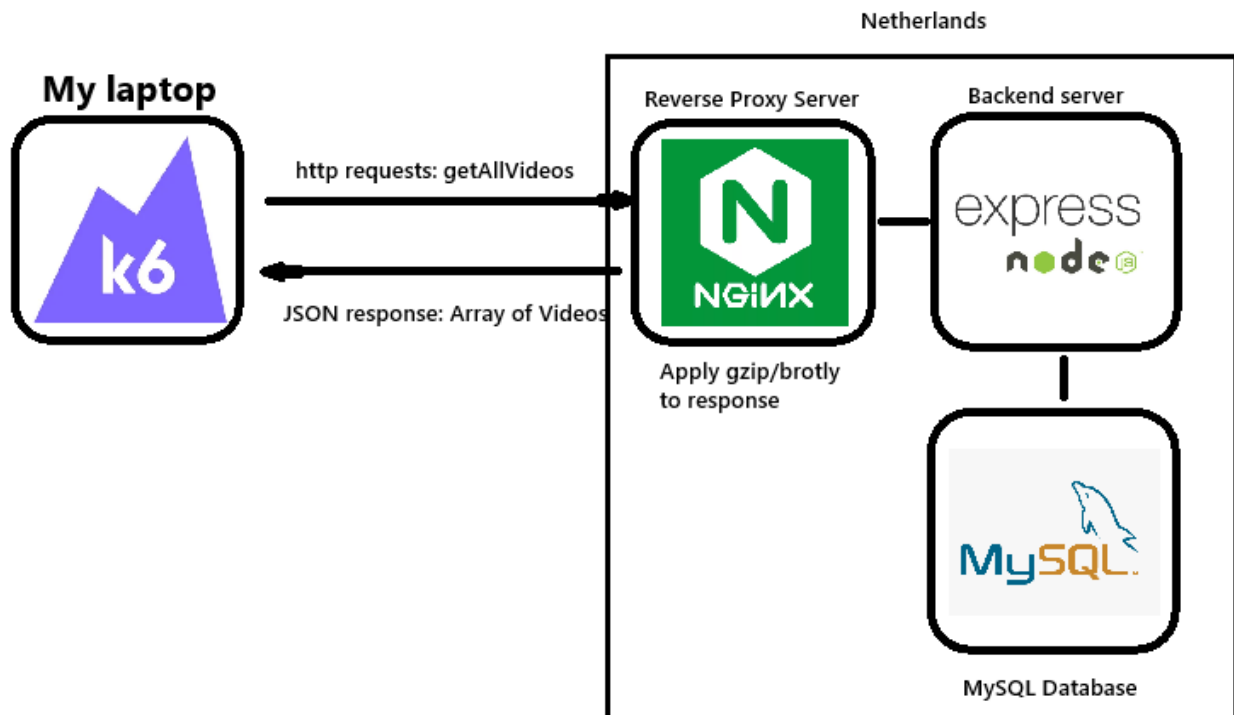 Netherlands
My laptop
Reverse Proxy Server
Backend server
k6
http requests: getAllVideos
JSON response: Array of Videos
N
NGiNX
express
node
js
Apply gzip/brotly
to response
MySQL
MySQL Database